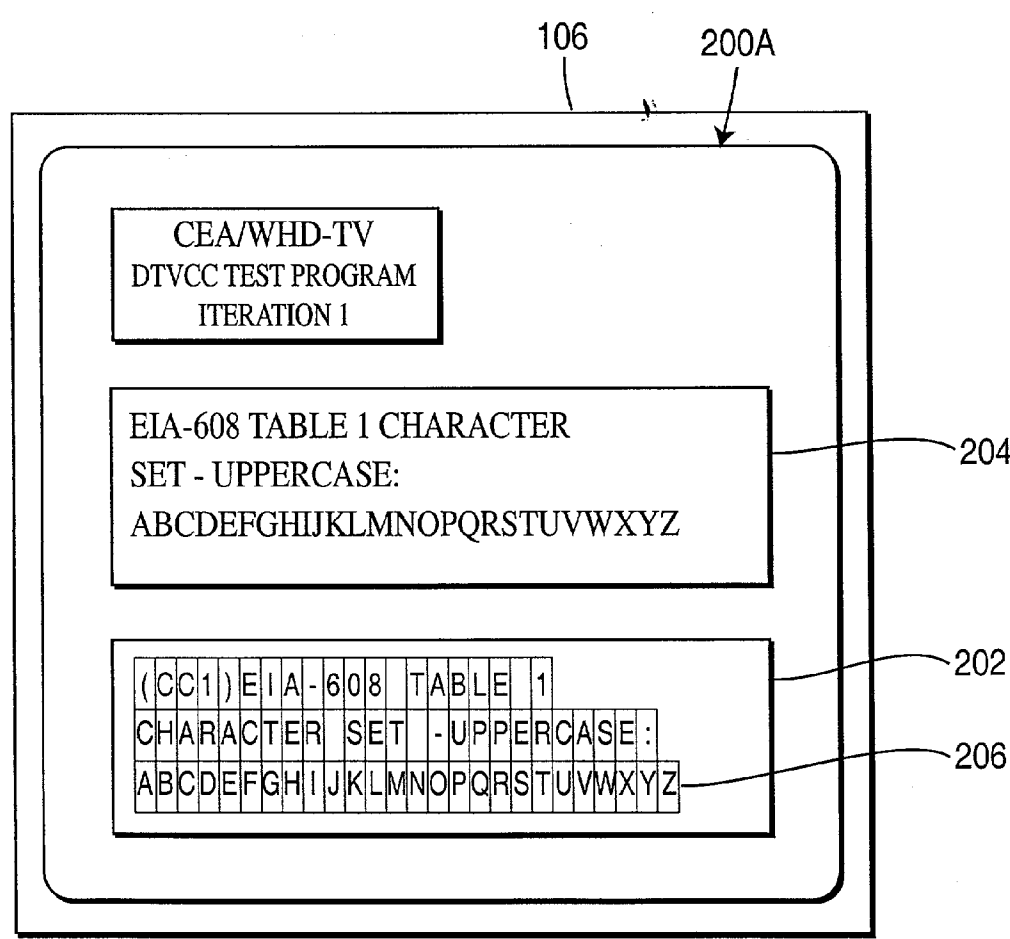 106
200A
CEA/WHD-TV
DTVCC TEST PROGRAM
ITERATION 1
EIA-608 TABLE 1 CHARACTER
SET - UPPERCASE:
ABCDEFGHIJKLMNOPQRSTUVWXYZ
204
(CC1)EIA-608 TABLE 1
CHARACTER SET -UPPERCASE:
ABCDEFGHIJKLMNOPQRSTUVWXYZ
202
206